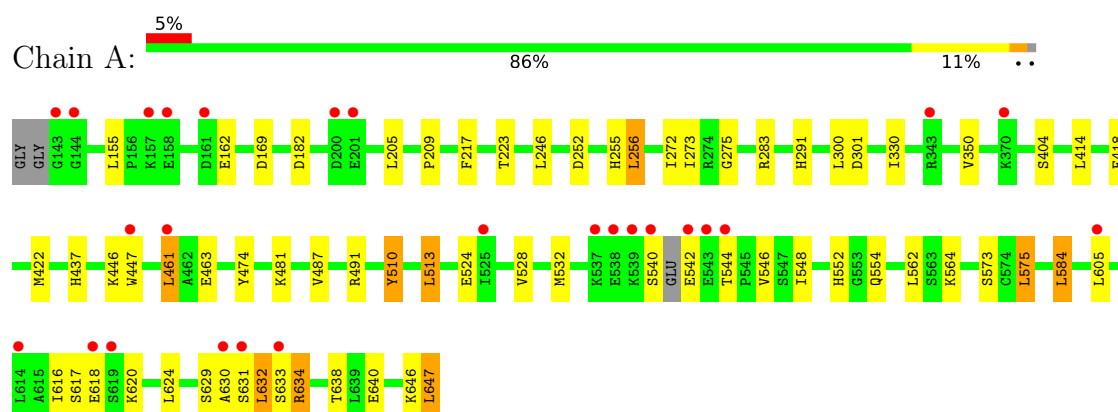 5%
Chain A:
86% 11% • •
GLY GLY G143 G144 L155 P156 K157 E158 D161 E162 D169 D182 D200 E201 L205 P209 F217 T223 L246 D252 H255 L256 I272 I273 R274 G275 R283 H291 L300 D301 I330 R343 V350 K370 S404 L414
M422 H437 K446 W447 L461 A462 E463 Y474 K481 V487 R491 Y510 L513 E524 I525 V528 M532 K537 E538 K539 S540 GLU E542 E543 T544 P545 V546 S547 I548 H552 G553 Q554 L562 S563 K564 S573 C574 L575 L584 L605
L614 A615 I616 S617 E618 S619 K620 L624 S629 A630 S631 L632 S633 R634 T638 L639 E640 K646 L647